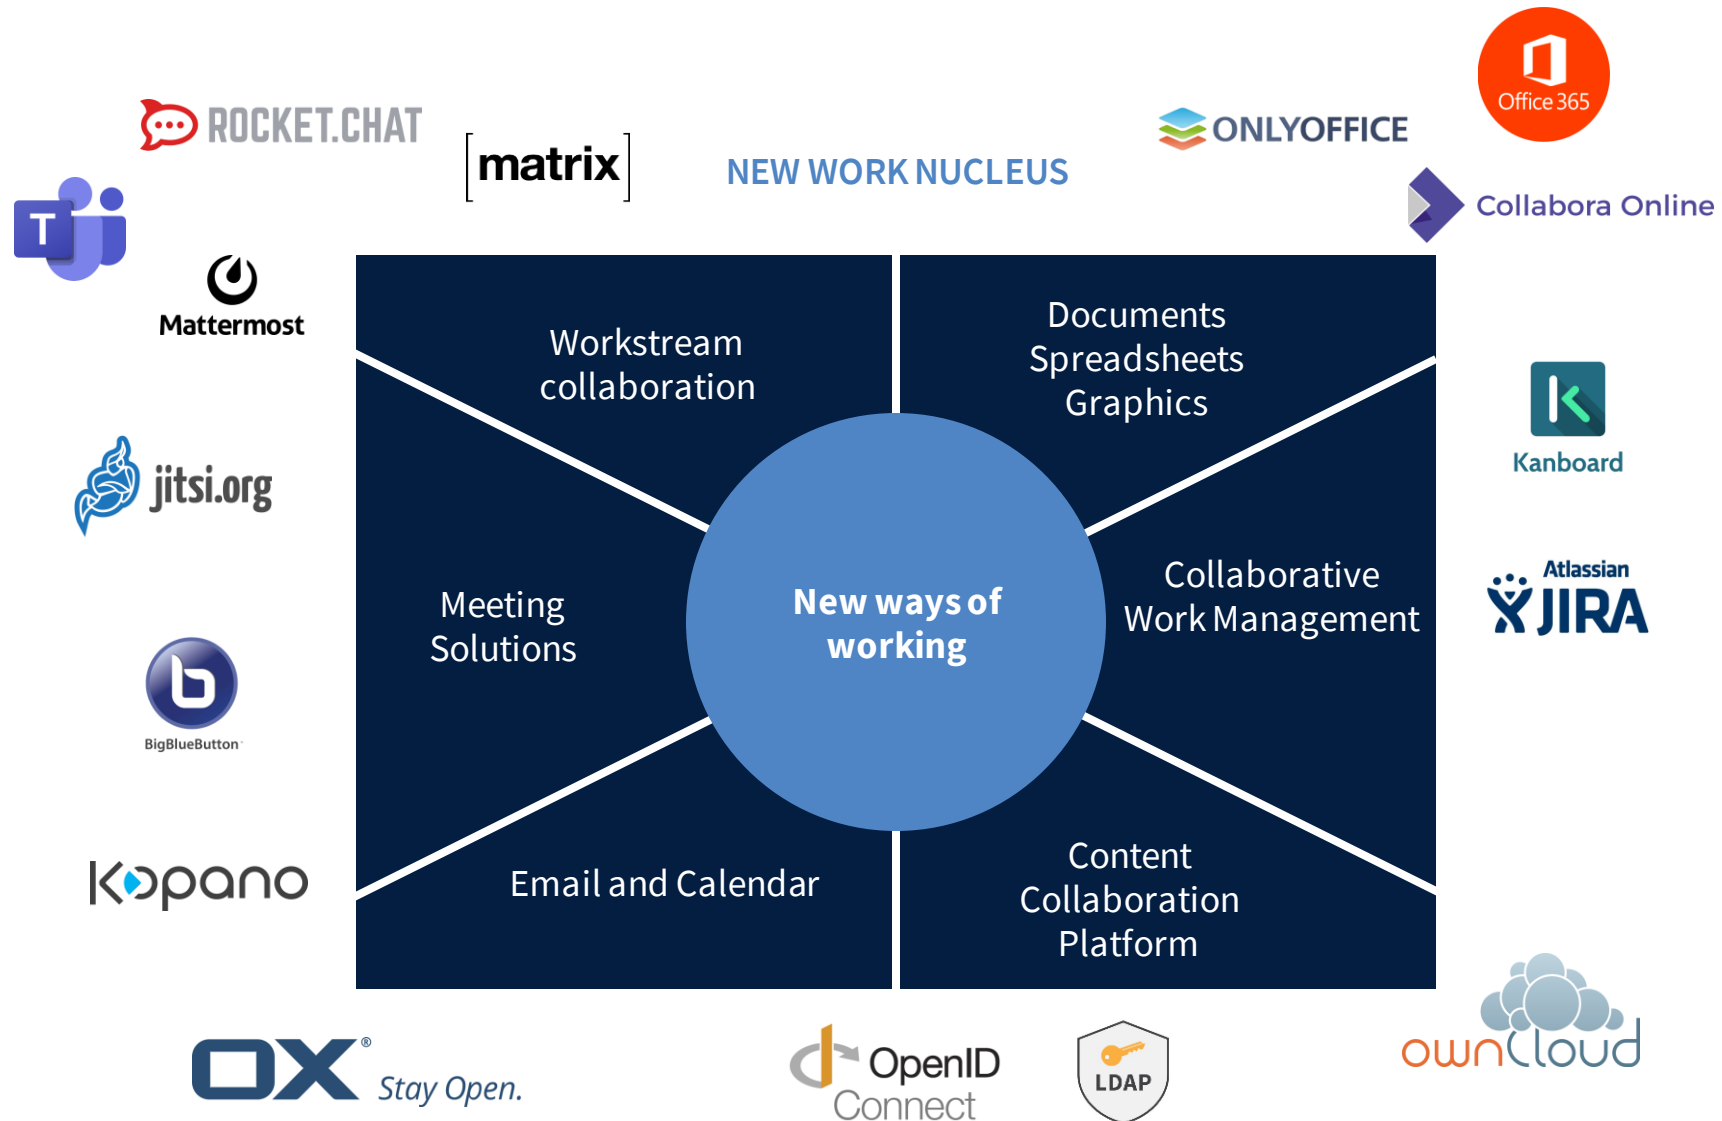 Office 365
ROCKET.CHAT
[matrix]
NEW WORK NUCLEUS
ONLYOFFICE
Collabora Online
T
Mattermost
Workstream
collaboration
Documents
Spreadsheets
Graphics
Kanboard
jitsi.org
Meeting
Solutions
New ways of
working
Collaborative
Work Management
Atlassian
JIRA
b
BigBlueButton™
Kopano
Email and Calendar
Content
Collaboration
Platform
ownCloud
OX®
Stay Open.
OpenID
Connect
LDAP